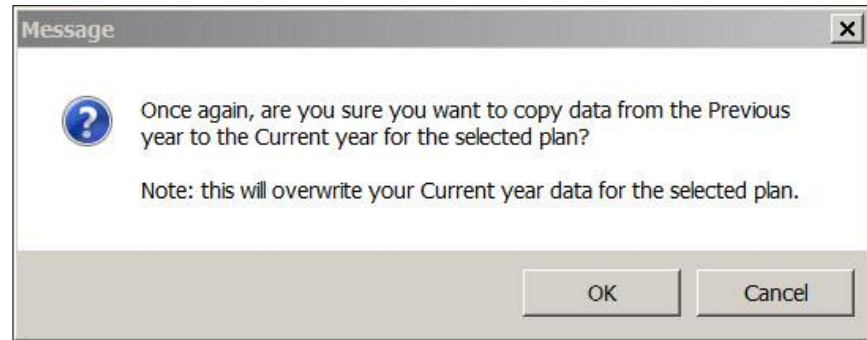 Message
Once again, are you sure you want to copy data from the Previous
year to the Current year for the selected plan?
Note: this will overwrite your Current year data for the selected plan.
OK
Cancel